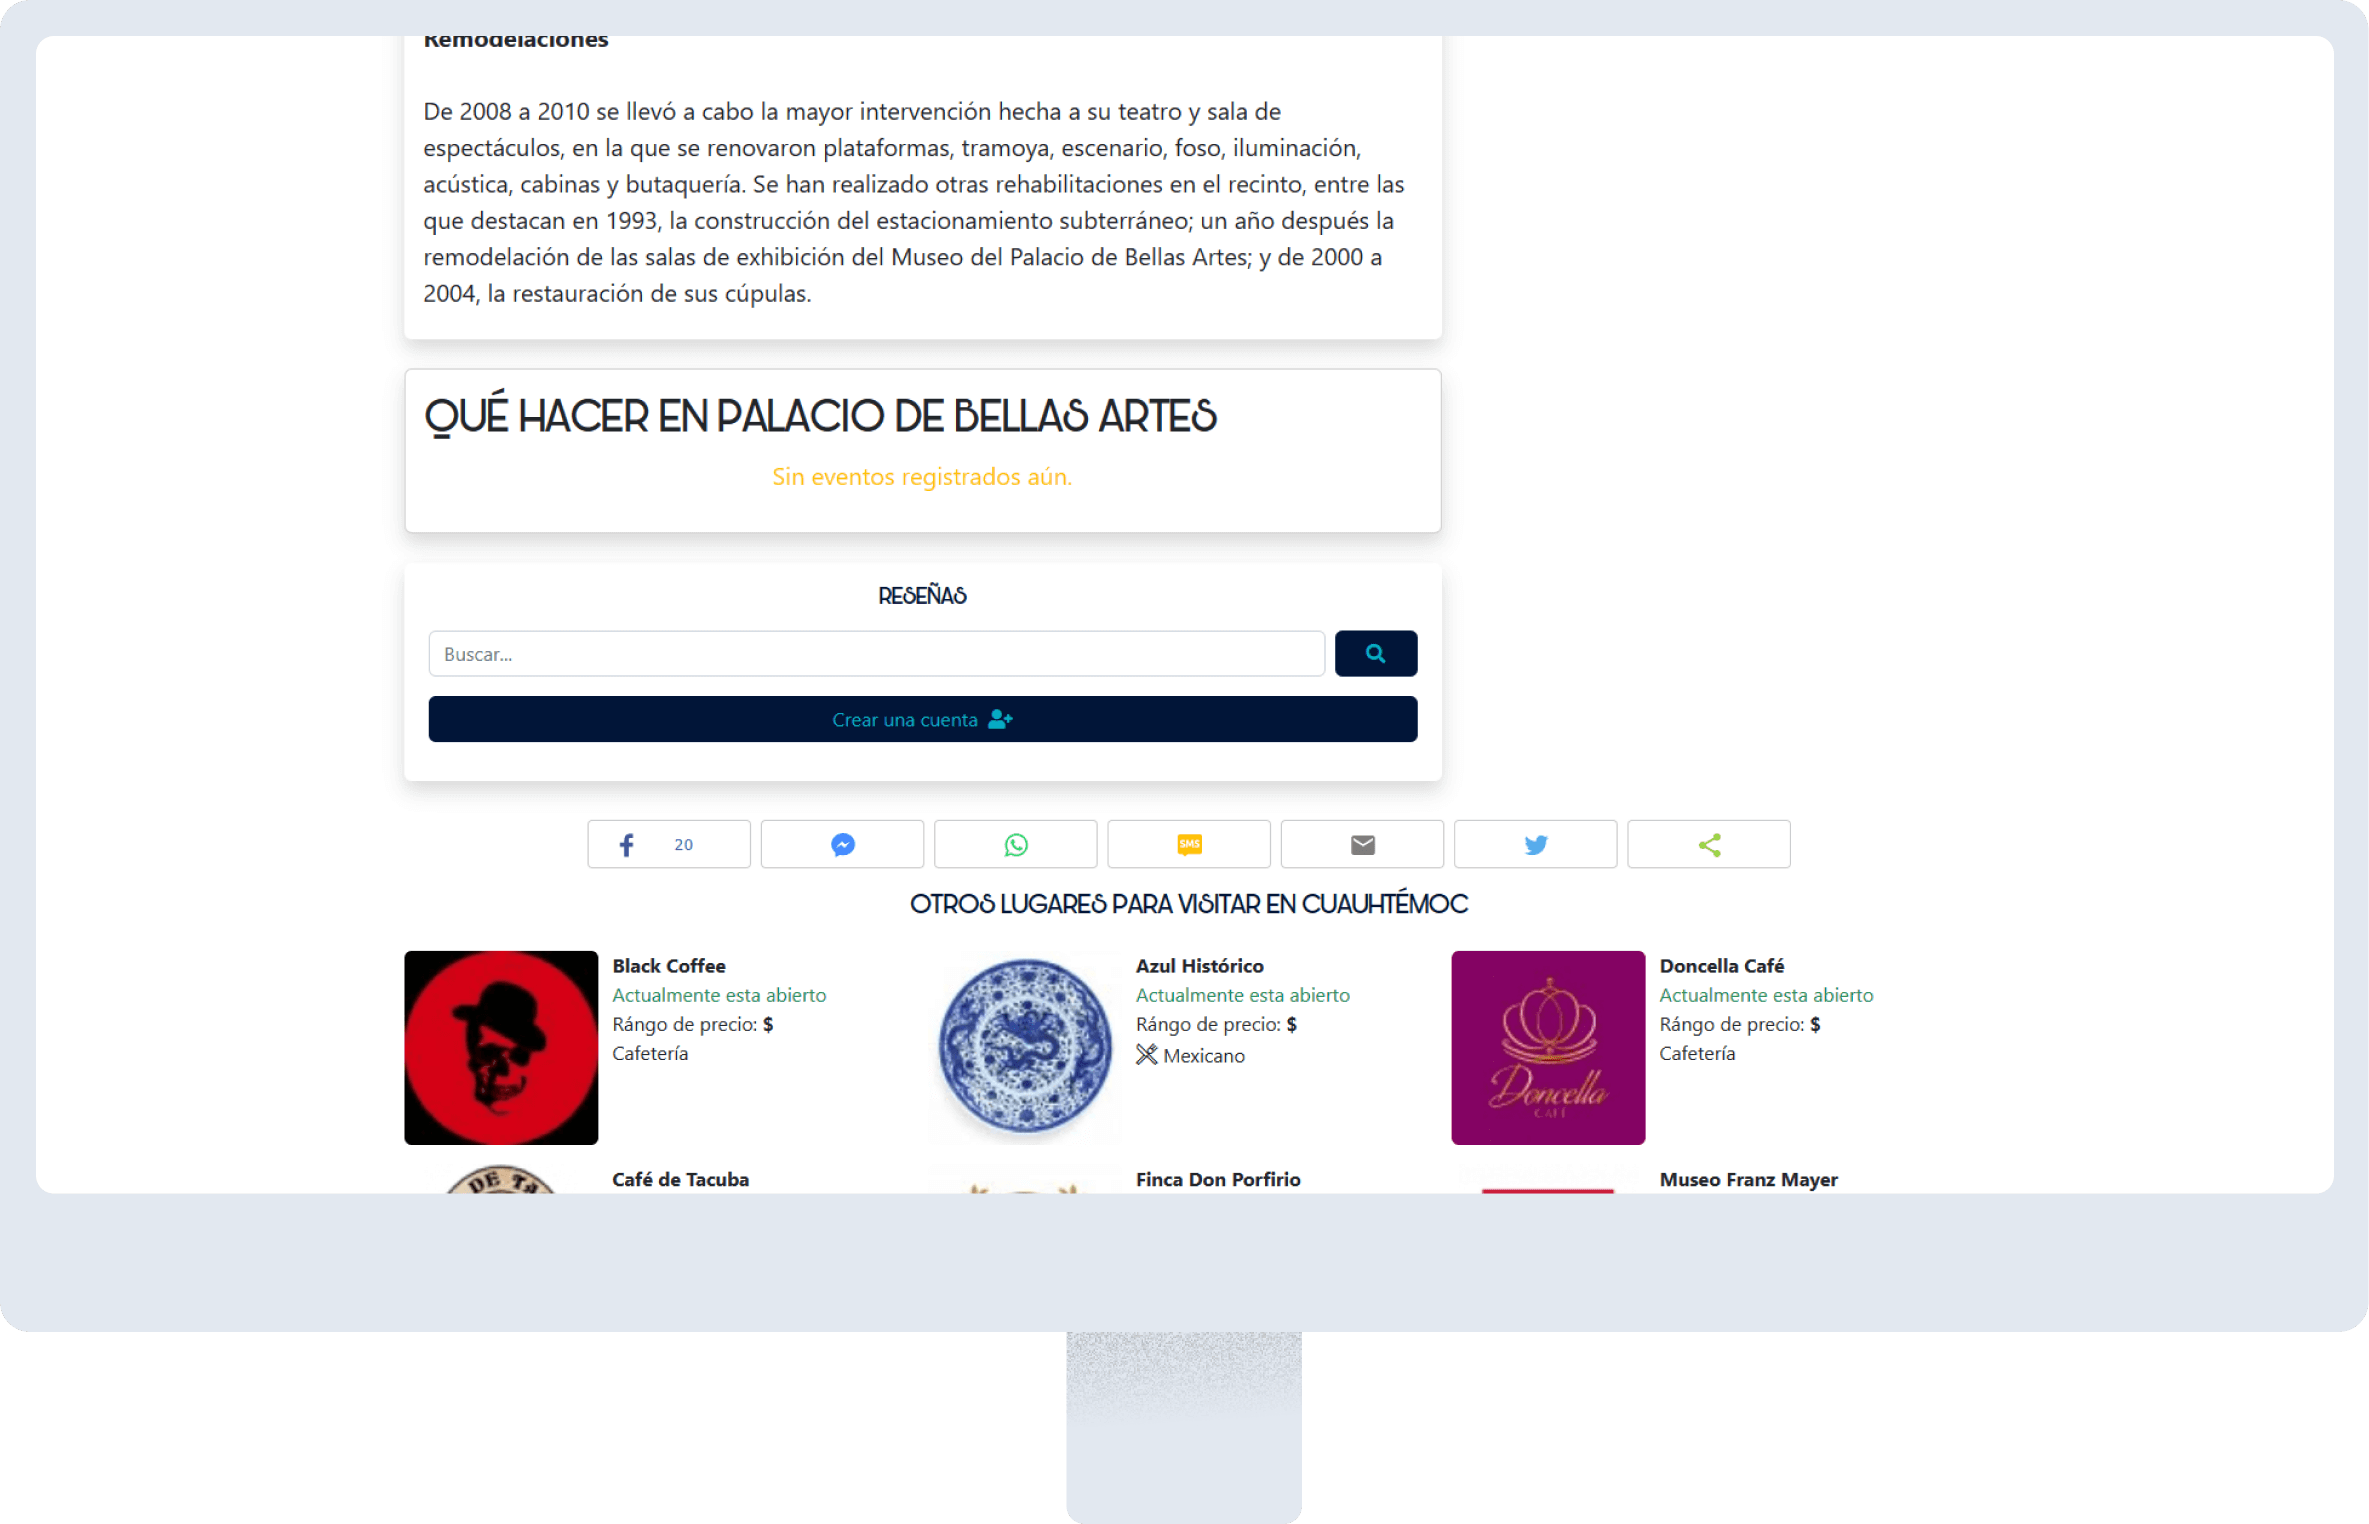 Remodelaciones
De 2008 a 2010 se llevó a cabo la mayor intervención hecha a su teatro y sala de
espectáculos, en la que se renovaron plataformas, tramoya, escenario, foso, iluminación,
acústica, cabinas y butaquería. Se han realizado otras rehabilitaciones en el recinto, entre las
que destacan en 1993, la construcción del estacionamiento subterráneo; un año después la
remodelación de las salas de exhibición del Museo del Palacio de Bellas Artes; y de 2000 a
2004, la restauración de sus cúpulas.
QUÉ HACER EN PALACIO DE BELLAS ARTES
Sin eventos registrados aún.
RESEÑAS
Buscar...
Crear una cuenta
20
SMS
OTROS LUGARES PARA VISITAR EN CUAUHTÉMOC
Black Coffee
Actualmente esta abierto
Rángo de precio: $
Cafetería
Azul Histórico
Actualmente esta abierto
Rángo de precio: $
Mexicano
Doncella
CAFÉ
Doncella Café
Actualmente esta abierto
Rángo de precio: $
Cafetería
DE TA
Café de Tacuba
Finca Don Porfirio
Museo Franz Mayer